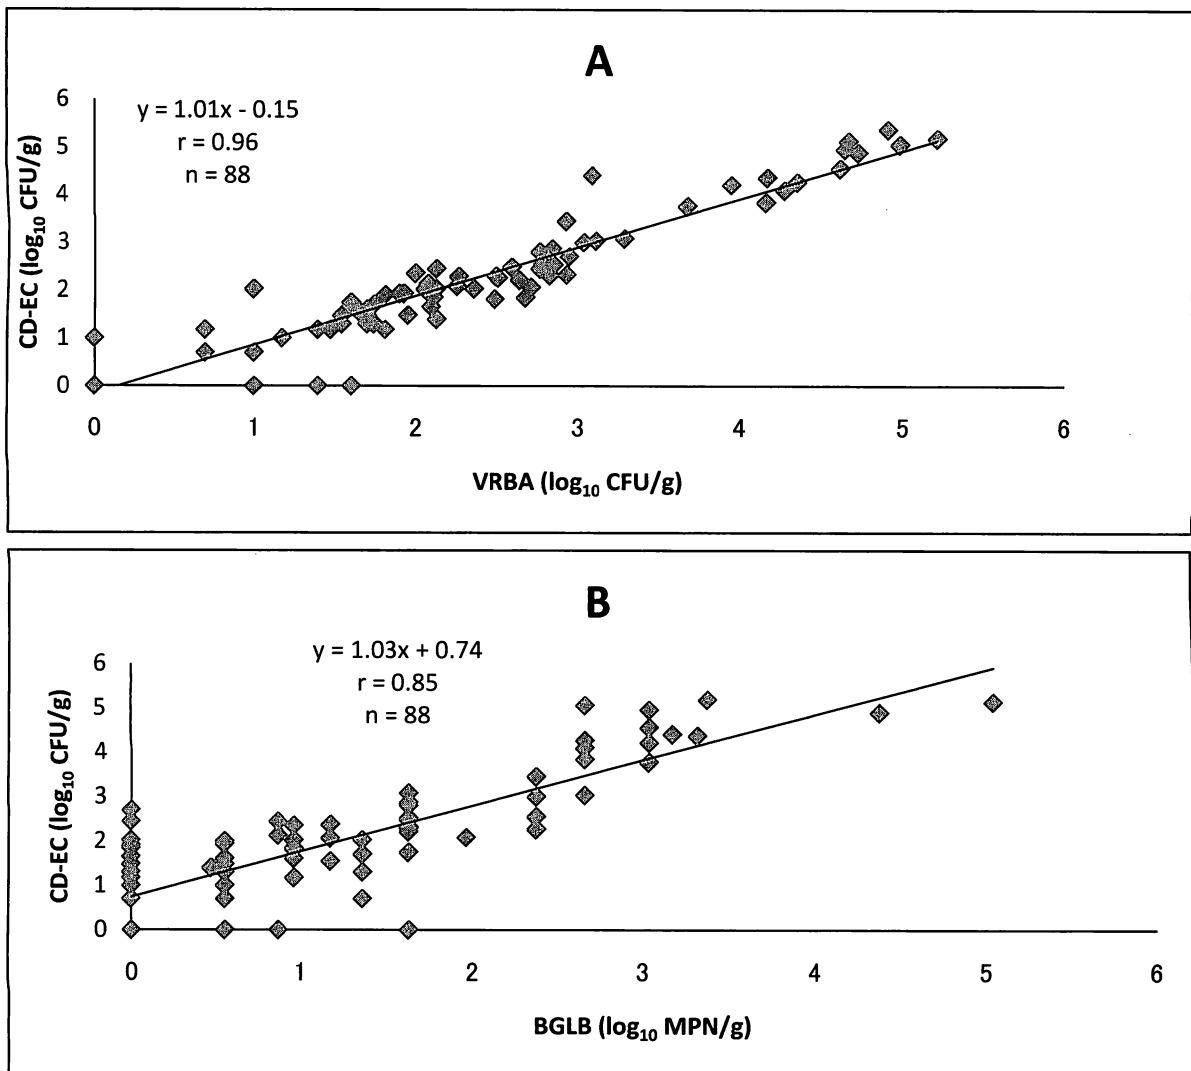 A
y = 1.01x - 0.15
r = 0.96
n = 88
6
5
4
3
2
1
0
CD-EC (log10 CFU/g)
0 1 2 3 4 5 6
VRBA (log10 CFU/g)
B
y = 1.03x + 0.74
r = 0.85
n = 88
6
5
4
3
2
1
0
CD-EC (log10 CFU/g)
0 1 2 3 4 5 6
BGLB (log10 MPN/g)